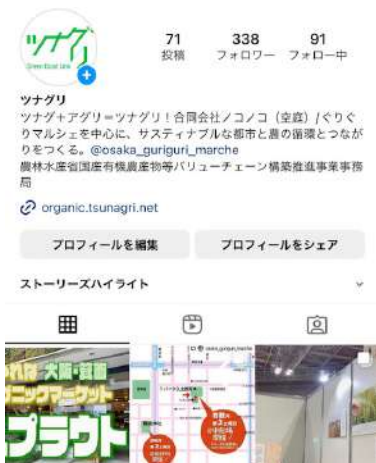 ツナグリ
Green Boat Link
71
338
91
投稿
フォロワー
フォロー中
ツナグリ
ツナグ＋アグリ＝ツナグリ！合同会社ノコノコ（空庭）/ぐりぐ
りマルシェを中心に、サスティナブルな都市と農の循環とつなが
りをつくる。@osaka_guriguri_marche
農林水産省国産有機農産物等バリューチェーン構築推進事業事務
局
organic.tsunagri.net
プロフィールを編集
プロフィールをシェア
ストーリーズハイライト
れば 大阪・箕面
ニックマーケット
プラウト
osaka_guriguri_marche